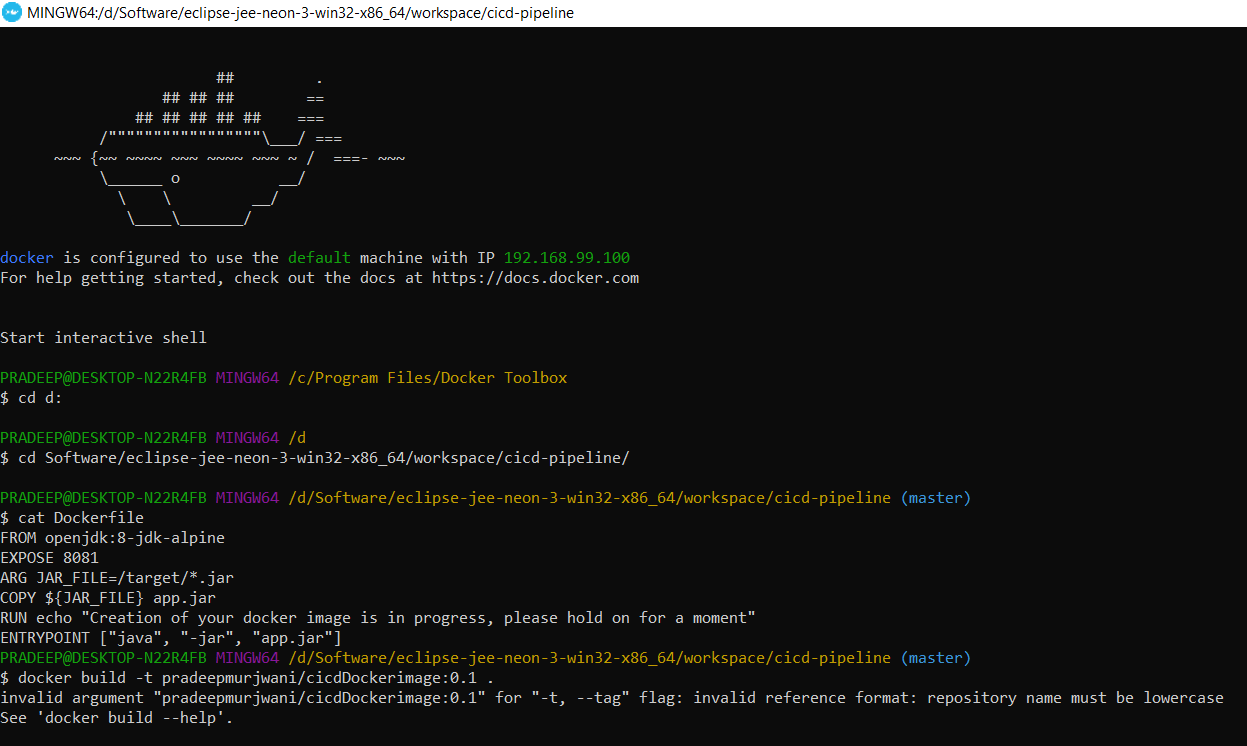 MINGW64:/d/Software/eclipse-jee-neon-3-win32-x86_64/workspace/cicd-pipeline
                        ##         .
                  ## ## ##        ==
               ## ## ## ## ##    ===
           /"""""""""""""""""\___/ ===
      ~~~ {~~ ~~~~ ~~~ ~~~~ ~~~ ~ /  ===- ~~~
           \______ o           __/
             \    \         __/
              \____\_______/
docker is configured to use the default machine with IP 192.168.99.100
For help getting started, check out the docs at https://docs.docker.com
Start interactive shell
PRADEEP@DESKTOP-N22R4FB MINGW64 /c/Program Files/Docker Toolbox
$ cd d:
PRADEEP@DESKTOP-N22R4FB MINGW64 /d
$ cd Software/eclipse-jee-neon-3-win32-x86_64/workspace/cicd-pipeline/
PRADEEP@DESKTOP-N22R4FB MINGW64 /d/Software/eclipse-jee-neon-3-win32-x86_64/workspace/cicd-pipeline (master)
$ cat Dockerfile
FROM openjdk:8-jdk-alpine
EXPOSE 8081
ARG JAR_FILE=/target/*.jar
COPY ${JAR_FILE} app.jar
RUN echo "Creation of your docker image is in progress, please hold on for a moment"
ENTRYPOINT ["java", "-jar", "app.jar"]
PRADEEP@DESKTOP-N22R4FB MINGW64 /d/Software/eclipse-jee-neon-3-win32-x86_64/workspace/cicd-pipeline (master)
$ docker build -t pradeepmurjwani/cicdDockerimage:0.1 .
invalid argument "pradeepmurjwani/cicdDockerimage:0.1" for "-t, --tag" flag: invalid reference format: repository name must be lowercase
See 'docker build --help'.